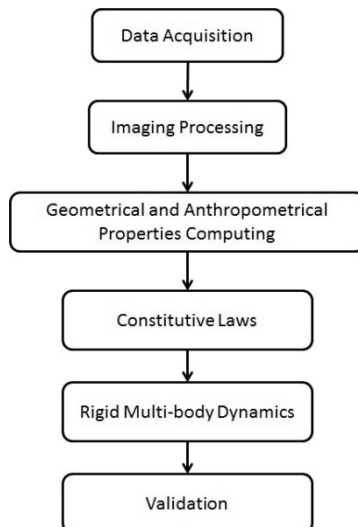 Data Acquisition
Imaging Processing
Geometrical and Anthropometrical
Properties Computing
Constitutive Laws
Rigid Multi-body Dynamics
Validation